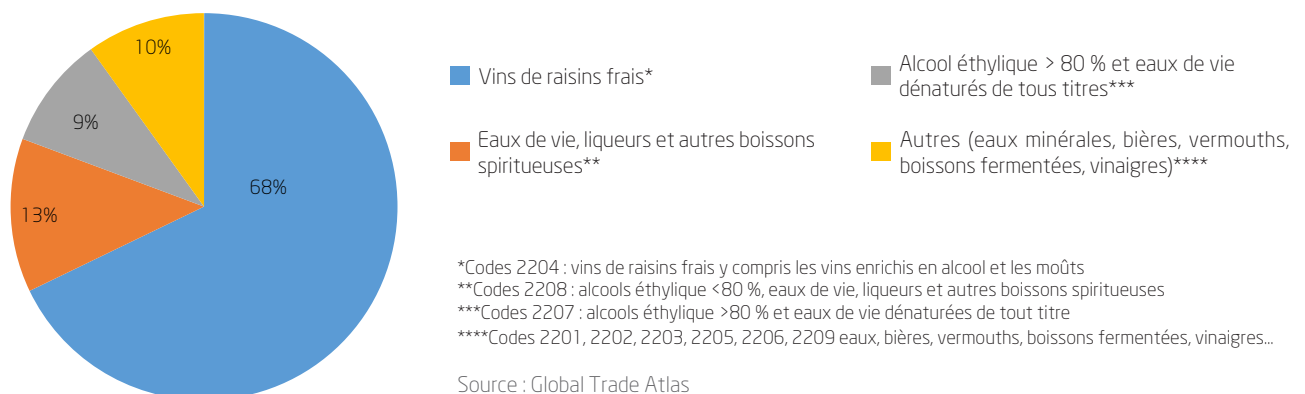 10%
9%
13%
68%
Vins de raisins frais*
Eaux de vie, liqueurs et autres boissons
spiritueuses**
Alcool éthylique > 80 % et eaux de vie
dénaturés de tous titres***
Autres (eaux minérales, bières, vermouths,
boissons fermentées, vinaigres)****
*Codes 2204 : vins de raisins frais y compris les vins enrichis en alcool et les moûts
**Codes 2208 : alcools éthylique <80 %, eaux de vie, liqueurs et autres boissons spiritueuses
***Codes 2207 : alcools éthylique >80 % et eaux de vie dénaturées de tout titre
****Codes 2201, 2202, 2203, 2205, 2206, 2209 eaux, bières, vermouths, boissons fermentées, vinaigres...
Source : Global Trade Atlas